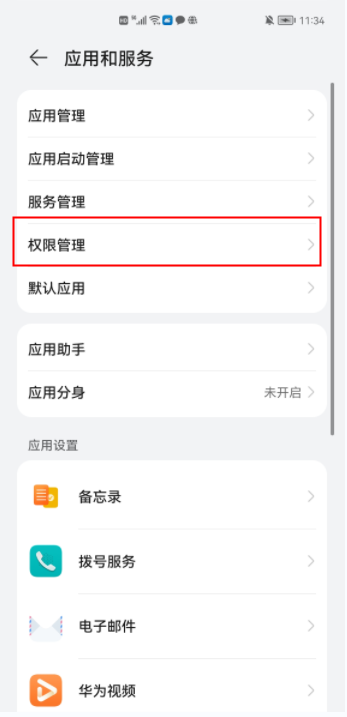 11:34
应用和服务
应用管理
应用启动管理
服务管理
权限管理
默认应用
应用助手
应用分身 未开启
应用设置
备忘录
拨号服务
电子邮件
华为视频